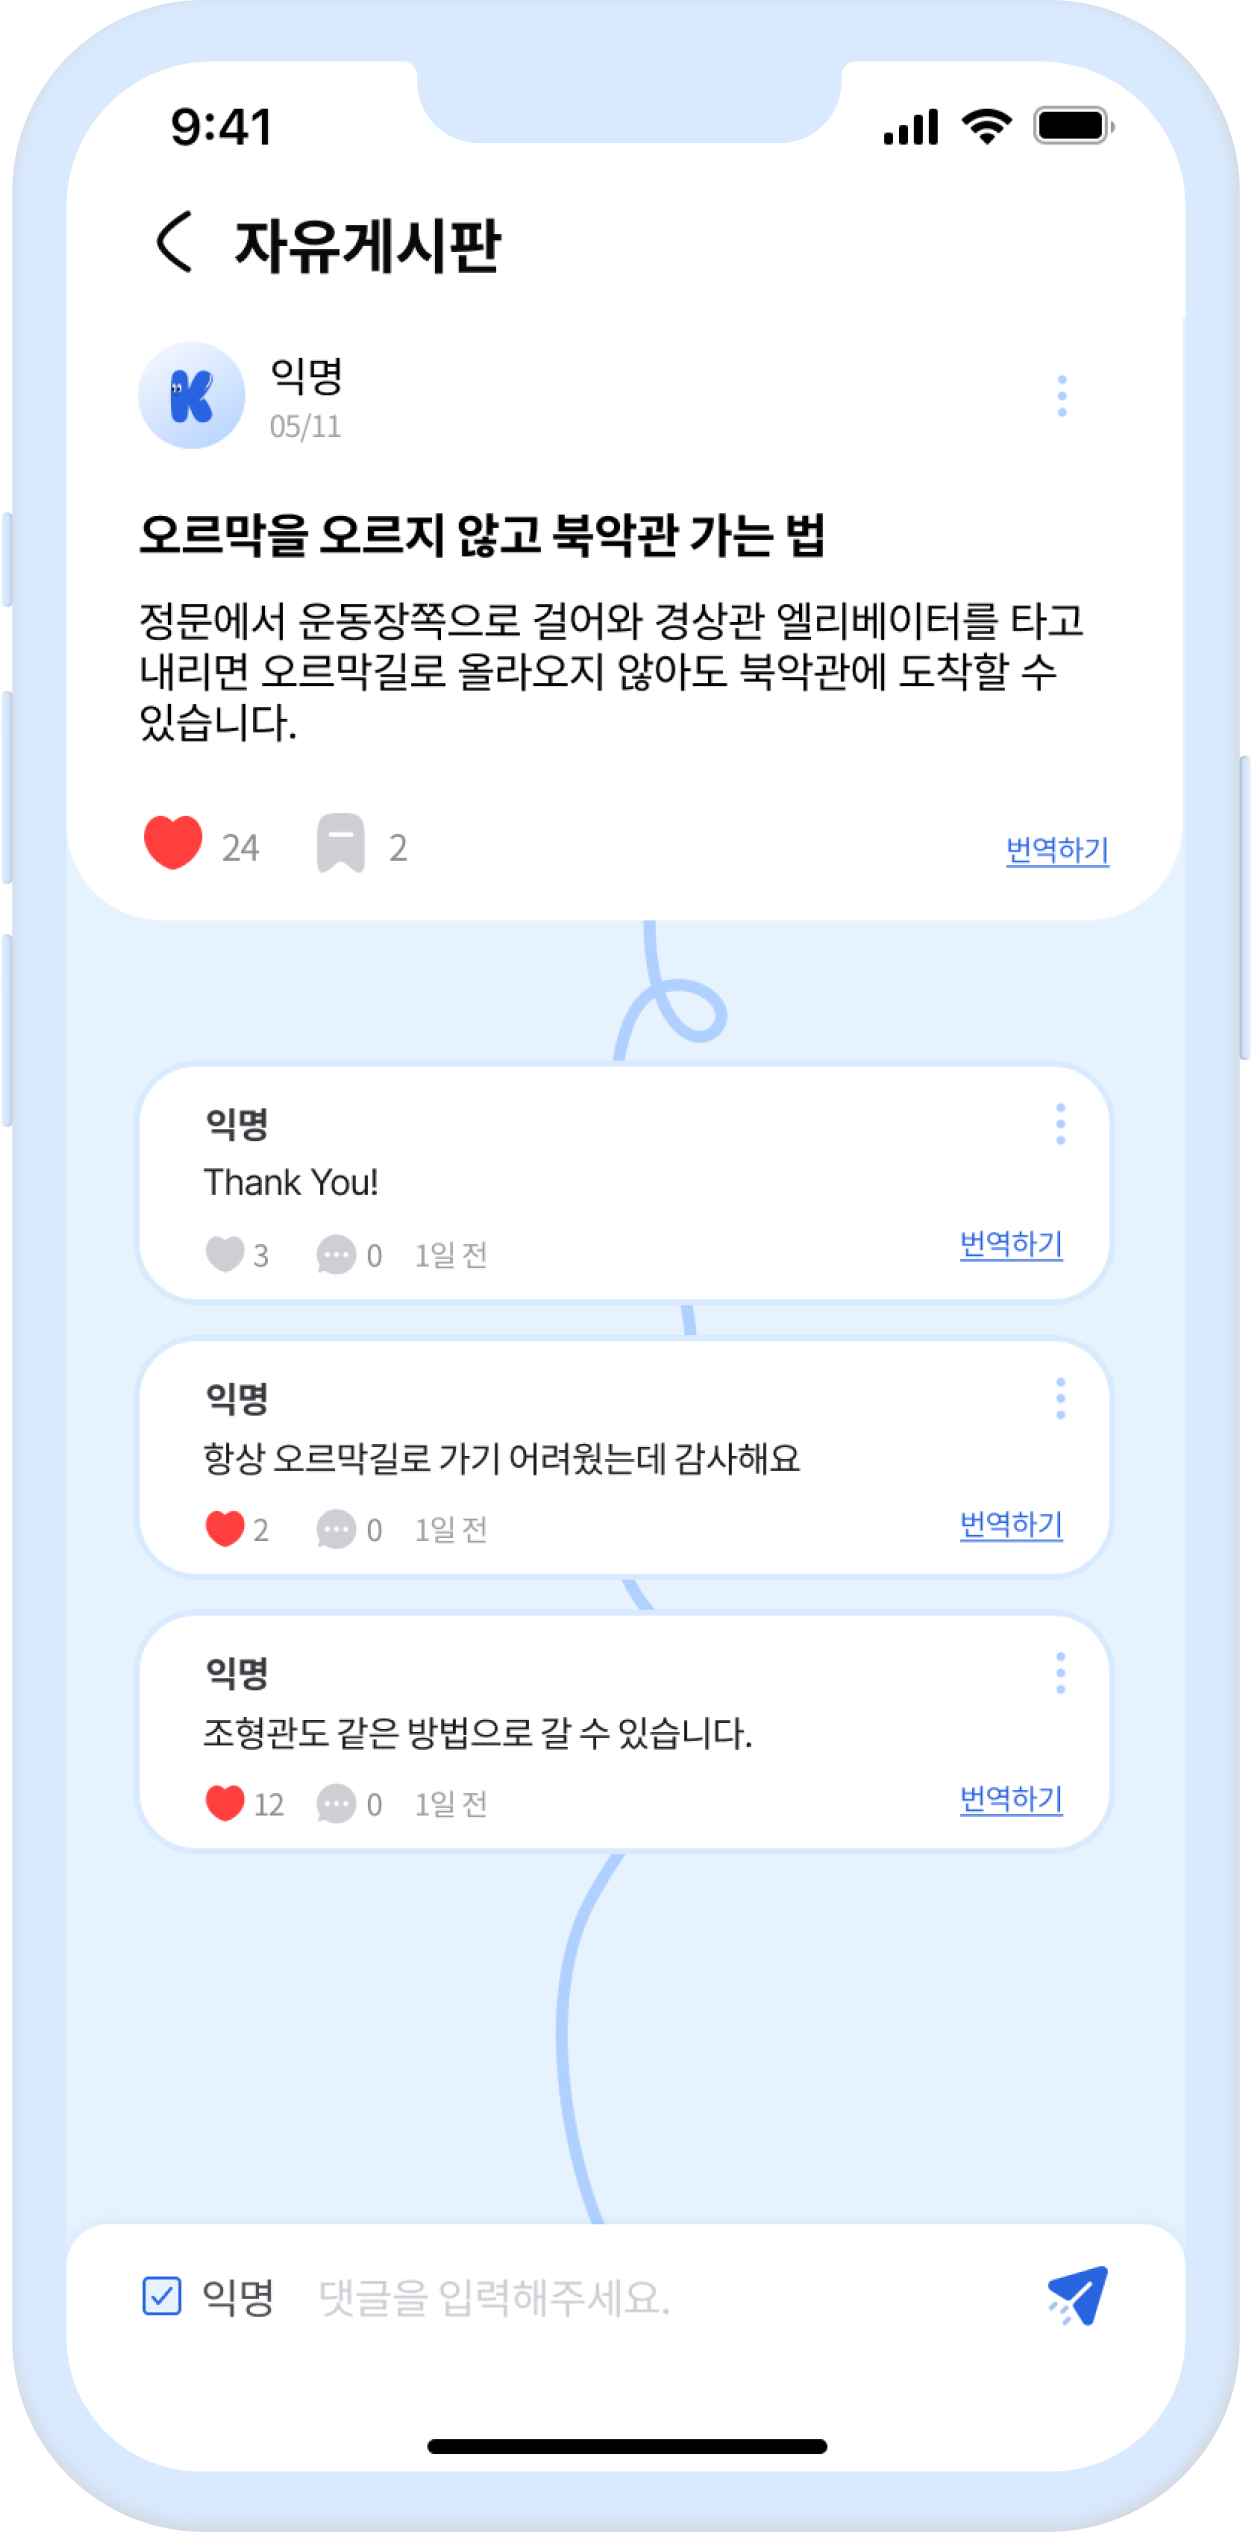 9:41
자유게시판
익명
05/11
오르막을 오르지 않고 북악관 가는 법
정문에서 운동장쪽으로 걸어와 경상관 엘리베이터를 타고
내리면 오르막길로 올라오지 않아도 북악관에 도착할 수
있습니다.
24 2 번역하기
익명
Thank You!
3 0 1일 전 번역하기
익명
항상 오르막길로 가기 어려웠는데 감사해요
2 0 1일 전 번역하기
익명
조형관도 같은 방법으로 갈 수 있습니다.
12 0 1일 전 번역하기
익명 댓글을 입력해주세요.